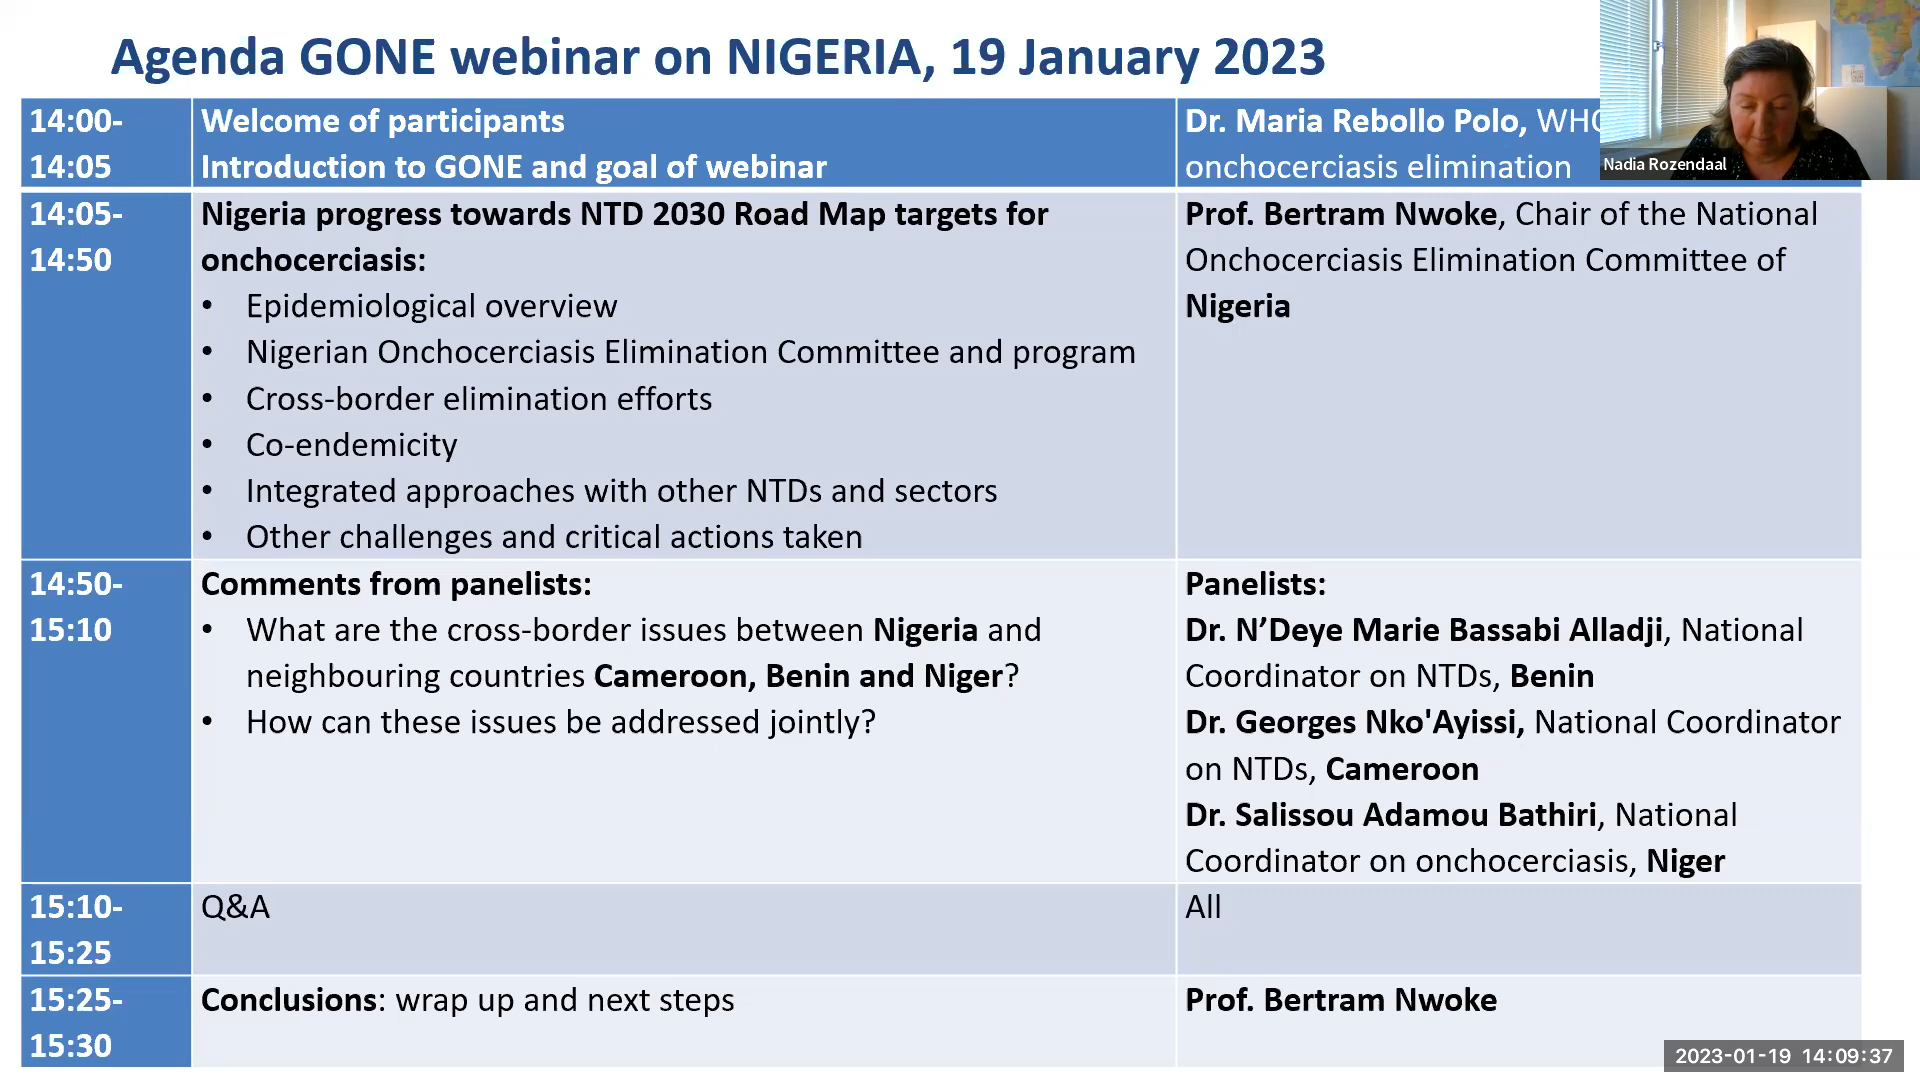 Agenda GONE webinar on NIGERIA, 19 January 2023
14:00-
14:05
Welcome of participants
Introduction to GONE and goal of webinar
Dr. Maria Rebollo Polo, WHO
onchocerciasis elimination
Nadia Rozendaal
14:05-
14:50
Nigeria progress towards NTD 2030 Road Map targets for
onchocerciasis:
• Epidemiological overview
• Nigerian Onchocerciasis Elimination Committee and program
• Cross-border elimination efforts
• Co-endemicity
• Integrated approaches with other NTDs and sectors
• Other challenges and critical actions taken
Prof. Bertram Nwoke, Chair of the National
Onchocerciasis Elimination Committee of
Nigeria
14:50-
15:10
Comments from panelists:
• What are the cross-border issues between Nigeria and
neighbouring countries Cameroon, Benin and Niger?
• How can these issues be addressed jointly?
Panelists:
Dr. N’Deye Marie Bassabi Alladji, National
Coordinator on NTDs, Benin
Dr. Georges Nko'Ayissi, National Coordinator
on NTDs, Cameroon
Dr. Salissou Adamou Bathiri, National
Coordinator on onchocerciasis, Niger
15:10-
15:25
Q&A
All
15:25-
15:30
Conclusions: wrap up and next steps
Prof. Bertram Nwoke
2023-01-19 14:09:37